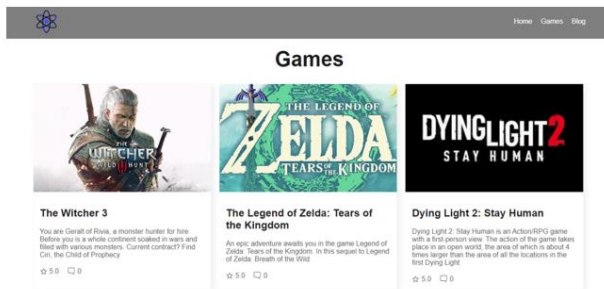 Home Games Blog
Games
THE WITCHER
WILD HUNT
THE LEGEND OF
ZELDA
TEARS OF THE KINGDOM
DYING LIGHT 2
STAY HUMAN
The Witcher 3
You are Geralt of Rivia, a monster hunter for hire.
Before you is a whole continent soaked in wars and
filled with various monsters. Current contract? Find
Ciri, the Child of Prophecy
☆ 5.0 0
The Legend of Zelda: Tears of
the Kingdom
An epic adventure awaits you in the game Legend of
Zelda: Tears of the Kingdom. In this sequel to Legend
of Zelda: Breath of the Wild
☆ 5.0 0
Dying Light 2: Stay Human
Dying Light 2: Stay Human is an Action/RPG game
with a first-person view. The action of the game takes
place in an open world, the area of which is about 4
times larger than the area of all the locations in the
first Dying Light
☆ 5.0 0